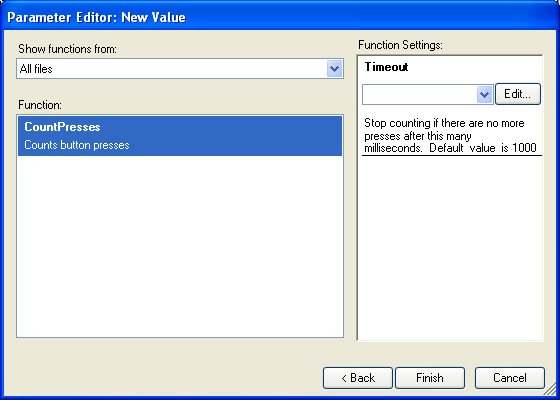 Parameter Editor: New Value
Show functions from:
All files
Function:
CountPresses
Counts button presses
Function Settings:
Timeout
Edit...
Stop counting if there are no more
presses after this many
milliseconds. Default value is 1000
< Back
Finish
Cancel